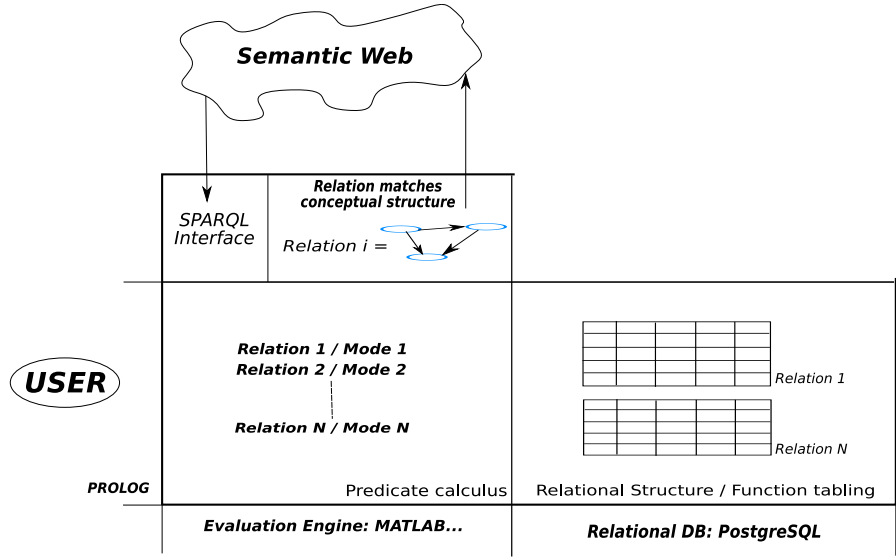 Semantic Web
Relation matches
conceptual structure
SPARQL
Interface
Relation i =
USER
Relation 1 / Mode 1
Relation 2 / Mode 2
Relation N / Mode N
Relation 1
Relation N
PROLOG
Predicate calculus
Relational Structure / Function tabling
Evaluation Engine: MATLAB...
Relational DB: PostgreSQL